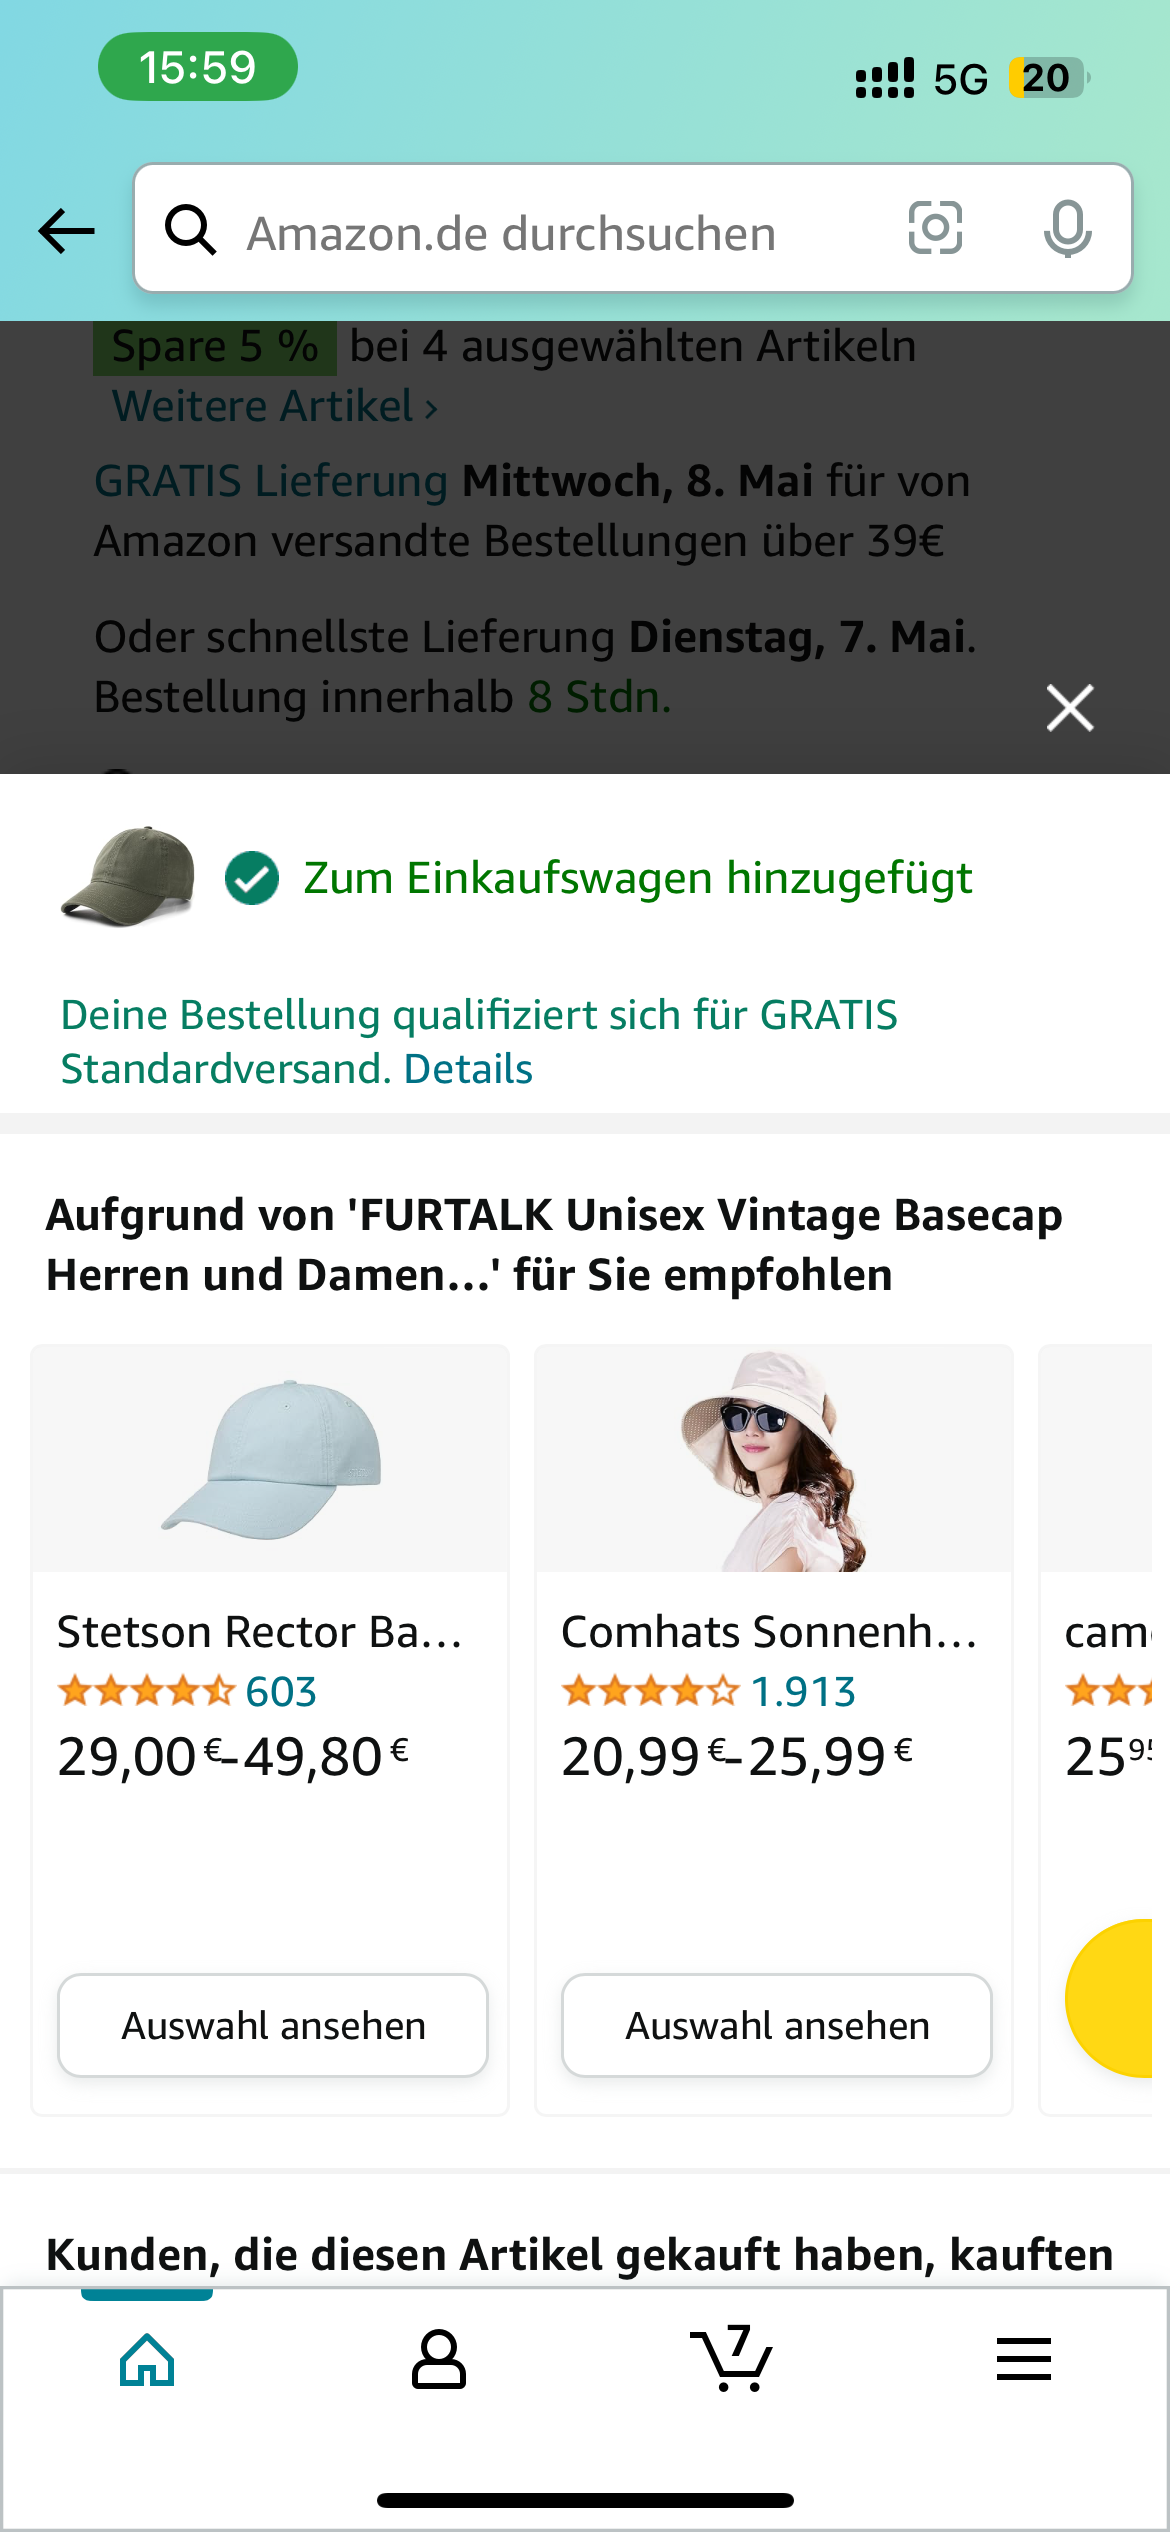 15:59
5G 20
Amazon.de durchsuchen
Spare 5 % bei 4 ausgewählten Artikeln
Weitere Artikel ›
GRATIS Lieferung Mittwoch, 8. Mai für von
Amazon versandte Bestellungen über 39€
Oder schnellste Lieferung Dienstag, 7. Mai.
Bestellung innerhalb 8 Stdn.
Zum Einkaufswagen hinzugefügt
Deine Bestellung qualifiziert sich für GRATIS
Standardversand. Details
Aufgrund von 'FURTALK Unisex Vintage Basecap
Herren und Damen...' für Sie empfohlen
Stetson Rector Ba...
603
29,00 €-49,80 €
Auswahl ansehen
Comhats Sonnenh...
1.913
20,99 €-25,99 €
Auswahl ansehen
25
Kunden, die diesen Artikel gekauft haben, kauften
7